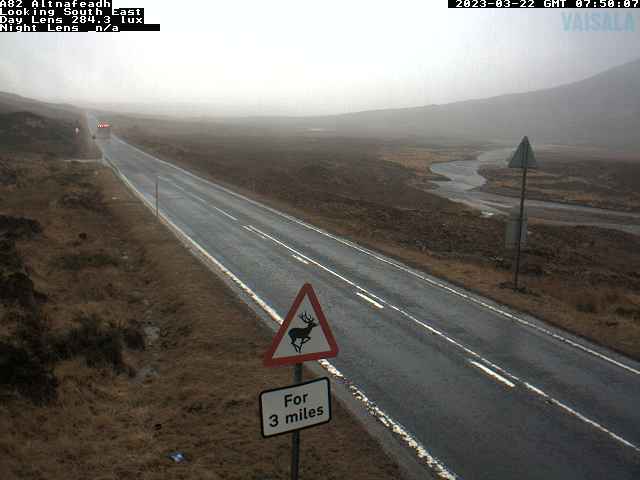 A82 Altnafeadh
Looking South East
Day Lens 284.3 lux
Night Lens _n/a
2023-03-22 GMT 07:50:07
VAISALA
For
3 miles